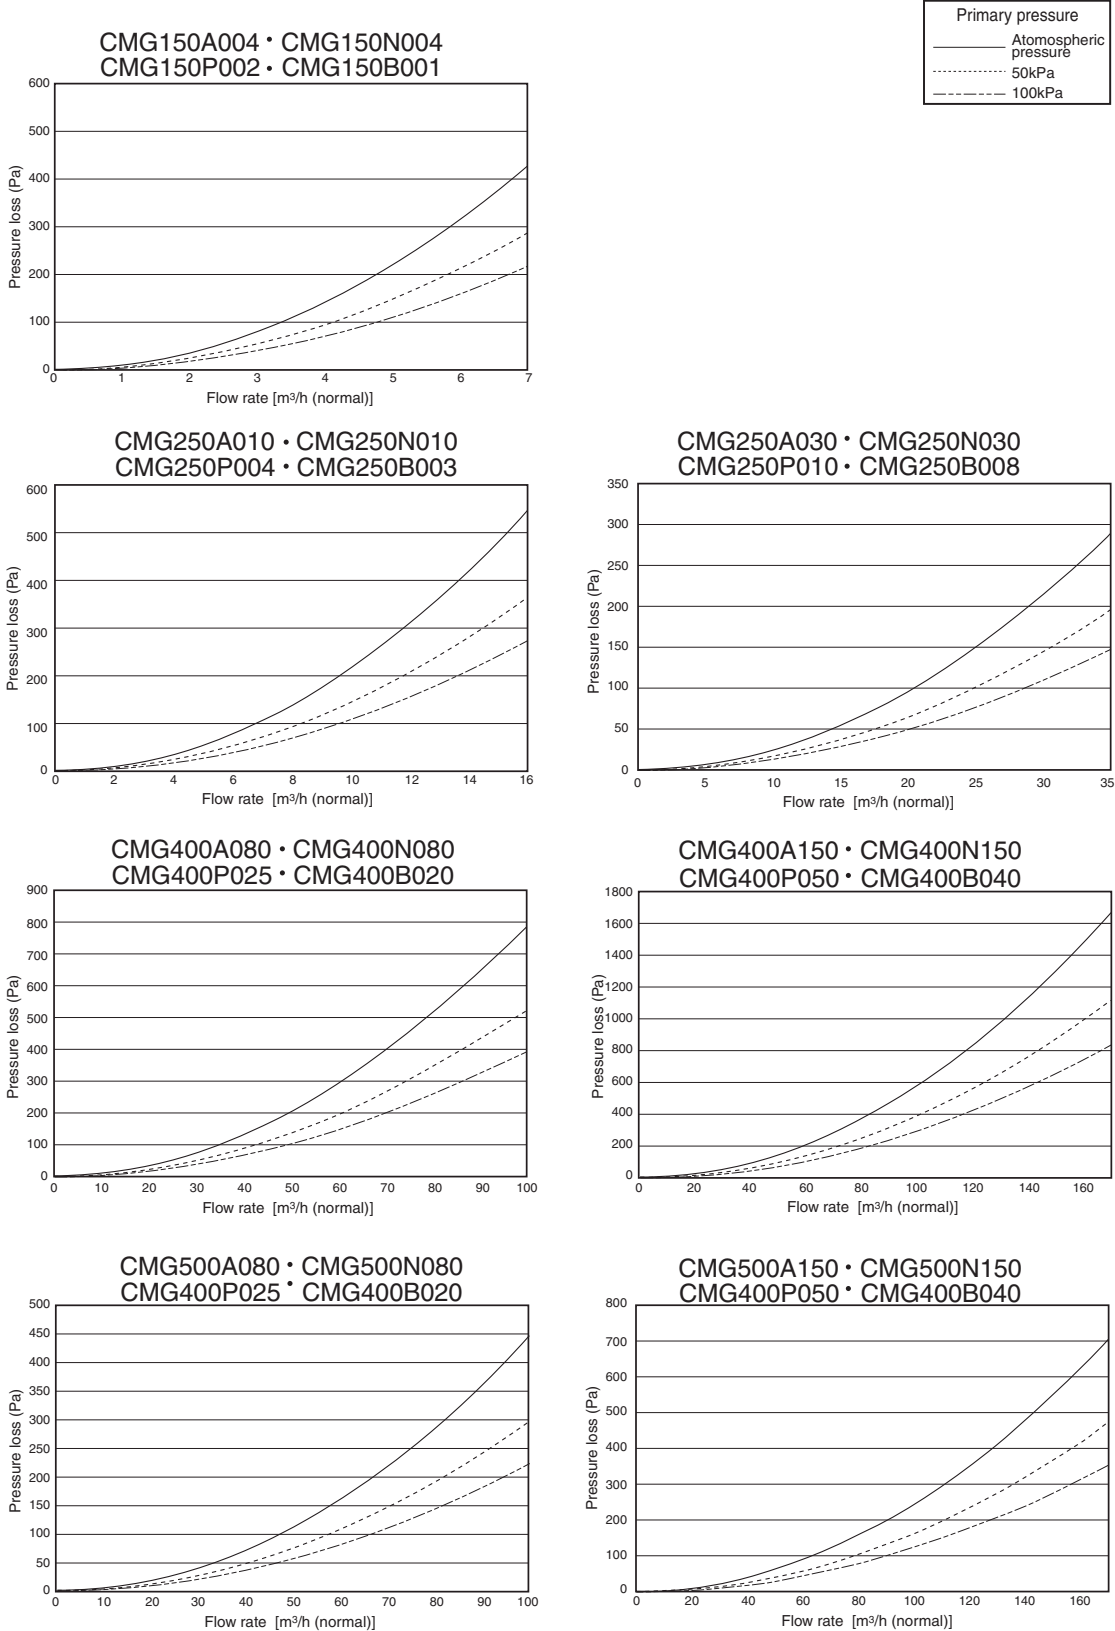 Primary pressure
Atomospheric
pressure
50kPa
100kPa
CMG150A004・CMG150N004
CMG150P002・CMG150B001
600
500
400
300
200
100
0
Pressure loss (Pa)
0 1 2 3 4 5 6 7
Flow rate [m³/h (normal)]
CMG250A010・CMG250N010
CMG250P004・CMG250B003
600
500
400
300
200
100
0
Pressure loss (Pa)
0 2 4 6 8 10 12 14 16
Flow rate [m³/h (normal)]
CMG250A030・CMG250N030
CMG250P010・CMG250B008
350
300
250
200
150
100
50
0
Pressure loss (Pa)
0 5 10 15 20 25 30 35
Flow rate [m³/h (normal)]
CMG400A080・CMG400N080
CMG400P025・CMG400B020
900
800
700
600
500
400
300
200
100
0
Pressure loss (Pa)
0 10 20 30 40 50 60 70 80 90 100
Flow rate [m³/h (normal)]
CMG400A150・CMG400N150
CMG400P050・CMG400B040
1800
1600
1400
1200
1000
800
600
400
200
0
Pressure loss (Pa)
0 20 40 60 80 100 120 140 160
Flow rate [m³/h (normal)]
CMG500A080・CMG500N080
CMG400P025・CMG400B020
500
450
400
350
300
250
200
150
100
50
0
Pressure loss (Pa)
0 10 20 30 40 50 60 70 80 90 100
Flow rate [m³/h (normal)]
CMG500A150・CMG500N150
CMG400P050・CMG400B040
800
700
600
500
400
300
200
100
0
Pressure loss (Pa)
0 20 40 60 80 100 120 140 160
Flow rate [m³/h (normal)]